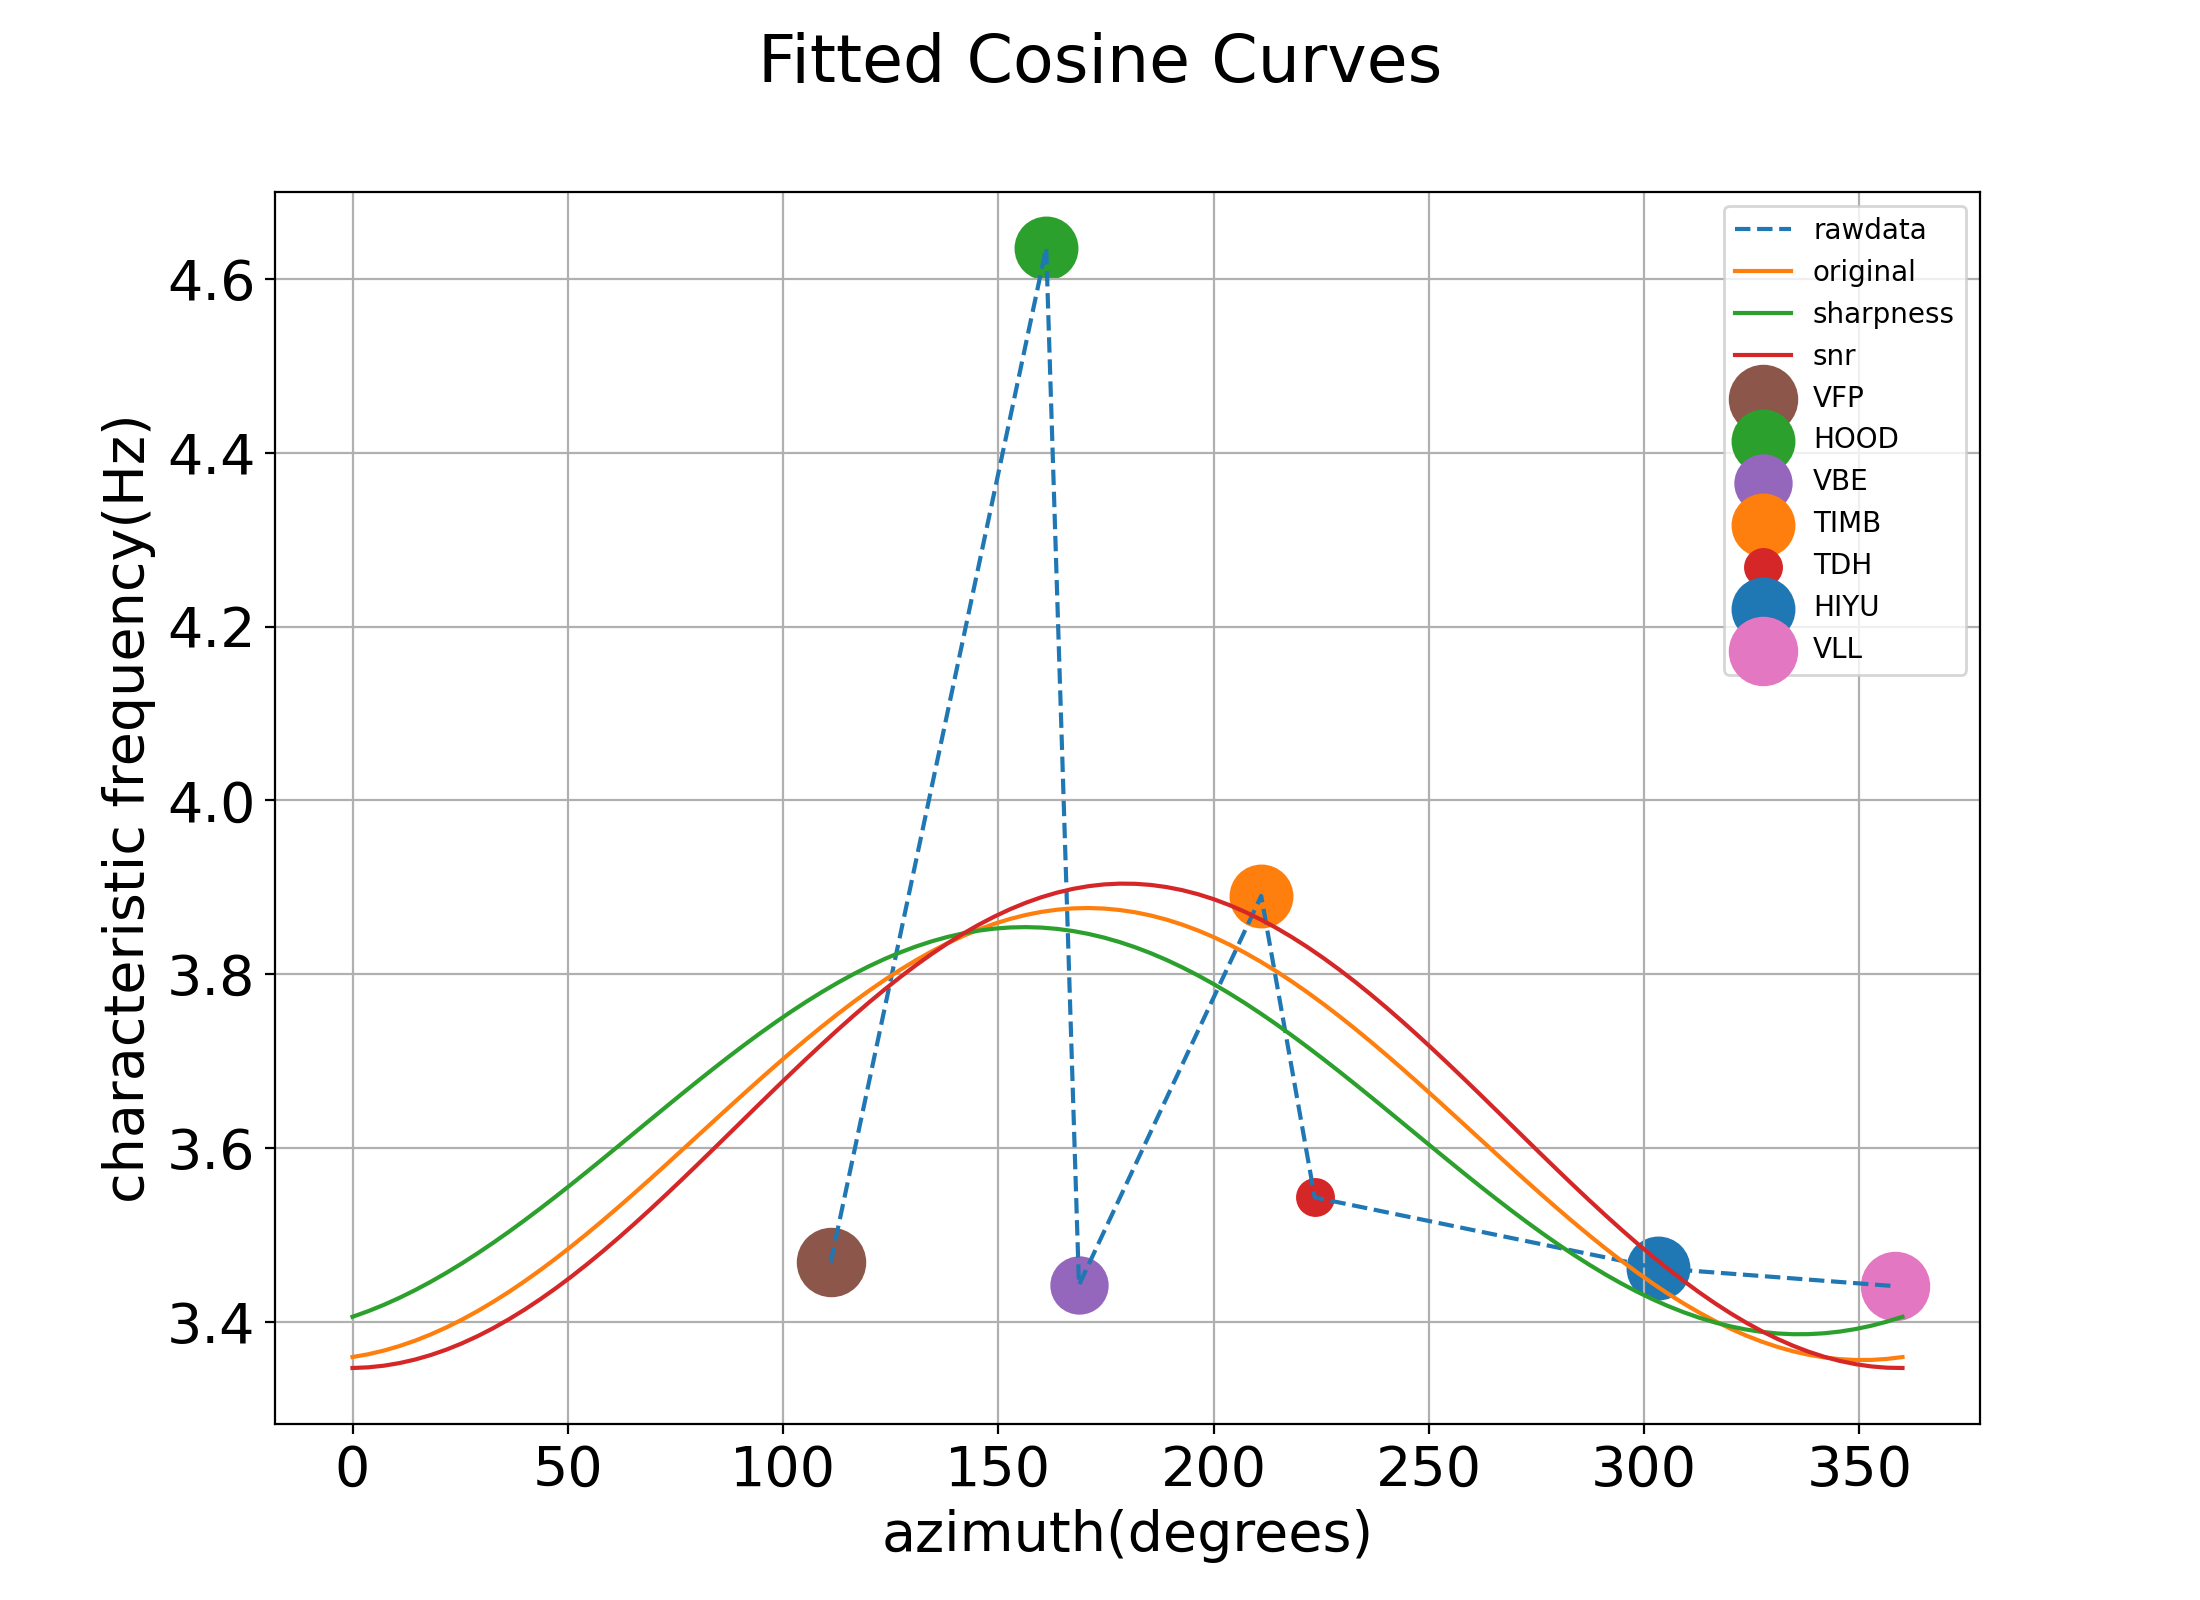 Fitted Cosine Curves
characteristic frequency(Hz)
4.6
4.4
4.2
4.0
3.8
3.6
3.4
rawdata
original
sharpness
snr
VFP
HOOD
VBE
TIMB
TDH
HIYU
VLL
0 50 100 150 200 250 300 350
azimuth(degrees)